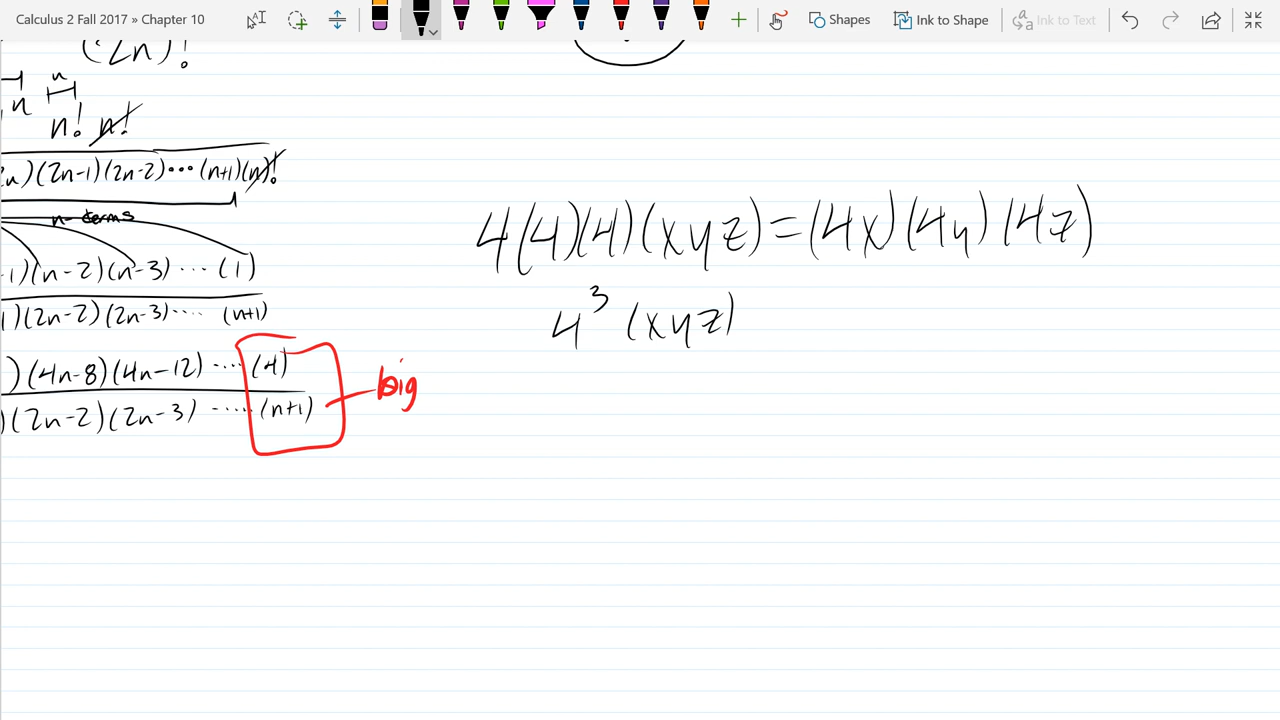 Calculus 2 Fall 2017 » Chapter 10 Shapes Ink to Shape Ink to Text
(2n)!
n
n
n! n!
2n)(2n-1)(2n-2)•••(n+1)(n)!
n-terms
-1)(n-2)(n-3) ... (1)
1)(2n-2)(2n-3).... (n+1)
)(4n-8)(4n-12) .... (4)
)(2n-2)(2n-3) ..... (n+1)
big
4(4)(4)(xyz)=(4x)(4y)(4z)
4³(xyz)